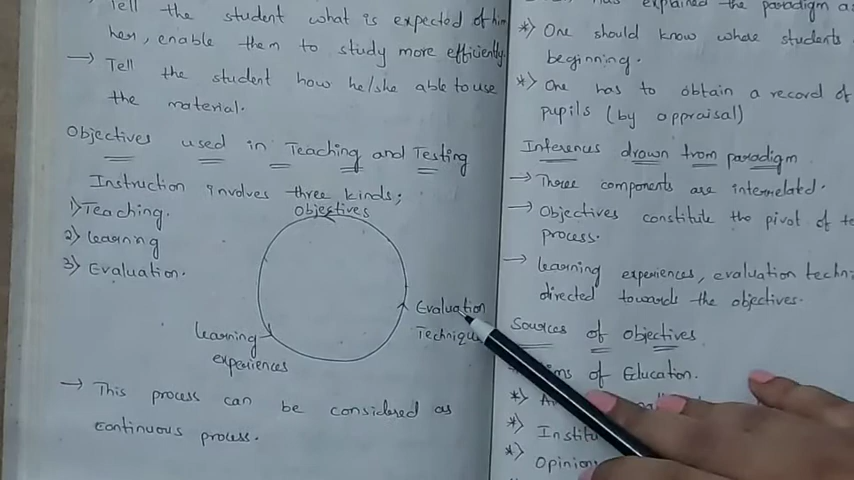 Tell the student what is expected of him
her, enable them to study more efficiently.
→ Tell the student how he/she able to use
the material.
Objectives used in Teaching and Testing
Instruction involves three kinds;
1) Teaching.
2) Learning
3) Evaluation.
objectives
Evaluation
Learning
experiences
→ This process can be considered as
continuous process.
explained the paradigm
*) One should know where students
beginning.
*) One has to obtain a record of
pupils (by appraisal)
Inferences drown from paradigm
→ Three components are interrelated.
→ Objectives constitute the pivot of
process.
→ Learning experiences, evaluation
directed towards the objectives.
Sources of objectives
of Education.
*)
*)
*) Opinion